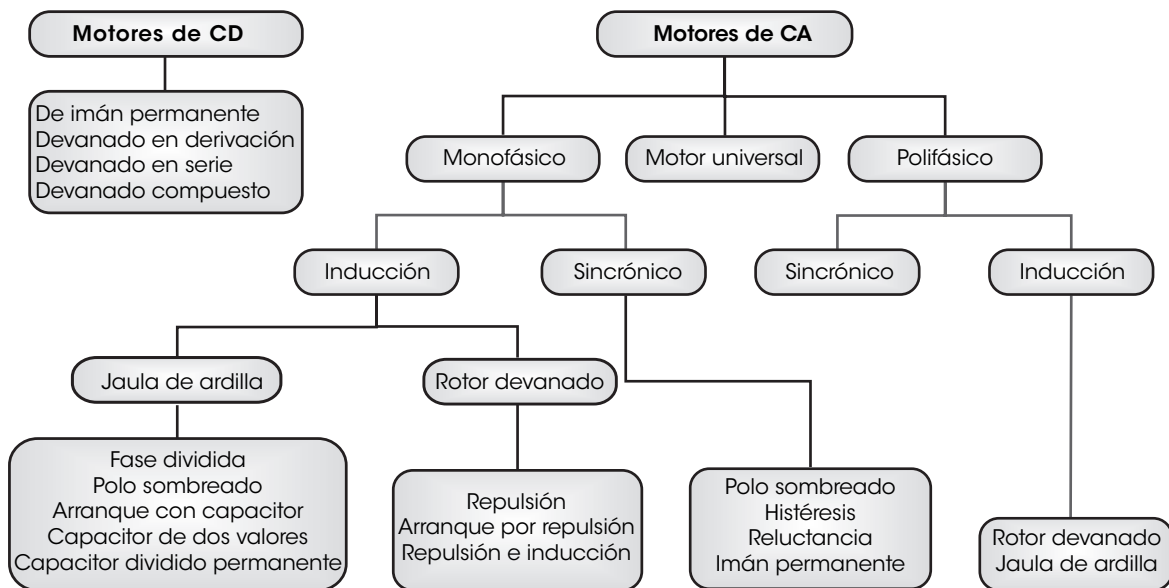 Motores de CD
De imán permanente
Devanado en derivación
Devanado en serie
Devanado compuesto
Motores de CA
Monofásico
Motor universal
Polifásico
Inducción
Sincrónico
Sincrónico
Inducción
Jaula de ardilla
Rotor devanado
Fase dividida
Polo sombreado
Arranque con capacitor
Capacitor de dos valores
Capacitor dividido permanente
Repulsión
Arranque por repulsión
Repulsión e inducción
Polo sombreado
Histéresis
Reluctancia
Imán permanente
Rotor devanado
Jaula de ardilla